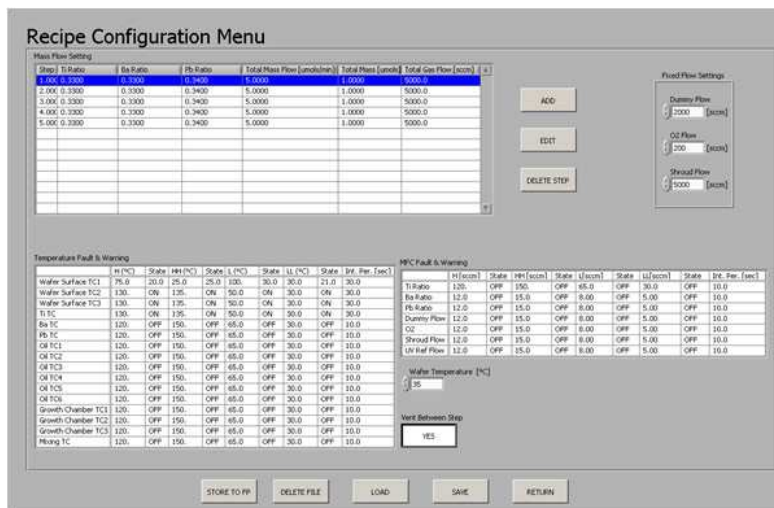 Recipe Configuration Menu
Mass Flow Setting
Step Ti Ratio Ba Ratio Pb Ratio Total Mass Flow [umols/min] Total Mass [umols] Total Gas Flow [sccm]
1.000 0.3300 0.3300 0.3400 5.0000 1.0000 5000.0
2.000 0.3300 0.3300 0.3400 5.0000 1.0000 5000.0
3.000 0.3300 0.3300 0.3400 5.0000 1.0000 5000.0
4.000 0.3300 0.3300 0.3400 5.0000 1.0000 5000.0
5.000 0.3300 0.3300 0.3400 5.0000 1.0000 5000.0
ADD
EDIT
DELETE STEP
Fixed Flow Settings
Dummy Flow
2000 [sccm]
O2 Flow
200 [sccm]
Shroud Flow
5000 [sccm]
Temperature Fault & Warning
H (ºC) State HH (ºC) State L (ºC) State LL (ºC) State Int. Per. [sec]
Wafer Surface TC1 75.0 20.0 25.0 25.0 100. 30.0 30.0 21.0 30.0
Wafer Surface TC2 130. ON 135. ON 50.0 ON 30.0 ON 30.0
Wafer Surface TC3 130. ON 135. ON 50.0 ON 30.0 ON 30.0
Ti TC 130. ON 135. ON 50.0 ON 30.0 ON 30.0
Ba TC 120. OFF 150. OFF 65.0 OFF 30.0 OFF 10.0
Pb TC 120. OFF 150. OFF 65.0 OFF 30.0 OFF 10.0
Oil TC1 120. OFF 150. OFF 65.0 OFF 30.0 OFF 10.0
Oil TC2 120. OFF 150. OFF 65.0 OFF 30.0 OFF 10.0
Oil TC3 120. OFF 150. OFF 65.0 OFF 30.0 OFF 10.0
Oil TC4 120. OFF 150. OFF 65.0 OFF 30.0 OFF 10.0
Oil TC5 120. OFF 150. OFF 65.0 OFF 30.0 OFF 10.0
Oil TC6 120. OFF 150. OFF 65.0 OFF 30.0 OFF 10.0
Growth Chamber TC1 120. OFF 150. OFF 65.0 OFF 30.0 OFF 10.0
Growth Chamber TC2 120. OFF 150. OFF 65.0 OFF 30.0 OFF 10.0
Growth Chamber TC3 120. OFF 150. OFF 65.0 OFF 30.0 OFF 10.0
Mixing TC 120. OFF 150. OFF 65.0 OFF 30.0 OFF 10.0
MFC Fault & Warning
H [sccm] State HH [sccm] State L[sccm] State LL[sccm] State Int. Per. [sec]
Ti Ratio 120. OFF 150. OFF 65.0 OFF 30.0 OFF 10.0
Ba Ratio 12.0 OFF 15.0 OFF 8.00 OFF 5.00 OFF 10.0
Pb Ratio 12.0 OFF 15.0 OFF 8.00 OFF 5.00 OFF 10.0
Dummy Flow 12.0 OFF 15.0 OFF 8.00 OFF 5.00 OFF 10.0
O2 12.0 OFF 15.0 OFF 8.00 OFF 5.00 OFF 10.0
Shroud Flow 12.0 OFF 15.0 OFF 8.00 OFF 5.00 OFF 10.0
UV Ref Flow 12.0 OFF 15.0 OFF 8.00 OFF 5.00 OFF 10.0
Wafer Temperature [ºC]
35
Vent Between Step
YES
STORE TO FP
DELETE FILE
LOAD
SAVE
RETURN